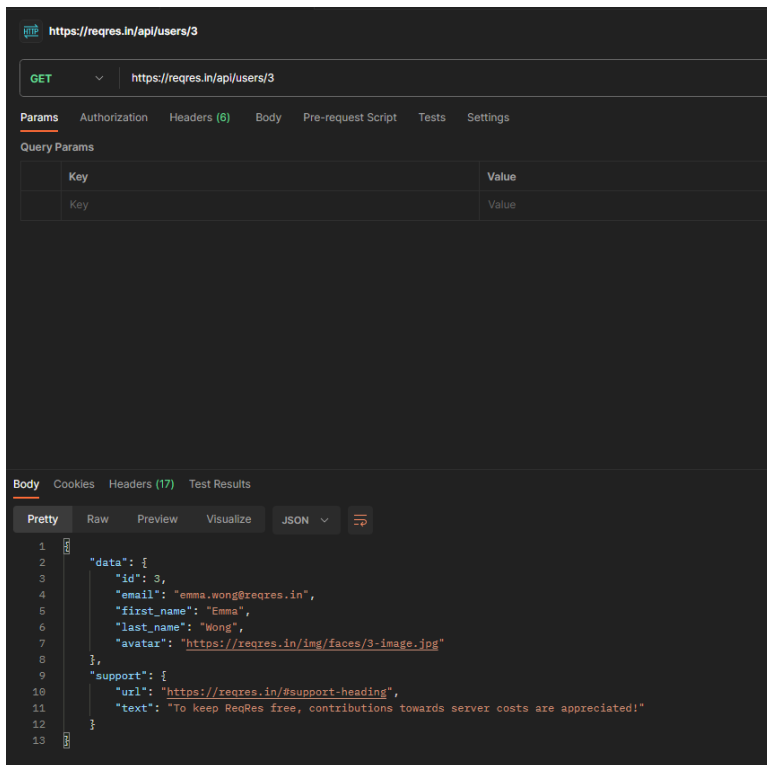 HTTP https://reqres.in/api/users/3
GET https://reqres.in/api/users/3
Params Authorization Headers (6) Body Pre-request Script Tests Settings
Query Params
Key Value
Key Value
Body Cookies Headers (17) Test Results
Pretty Raw Preview Visualize JSON
1 {
2 "data": {
3 "id": 3,
4 "email": "emma.wong@reqres.in",
5 "first_name": "Emma",
6 "last_name": "Wong",
7 "avatar": "https://reqres.in/img/faces/3-image.jpg"
8 },
9 "support": {
10 "url": "https://reqres.in/#support-heading",
11 "text": "To keep ReqRes free, contributions towards server costs are appreciated!"
12 }
13 }